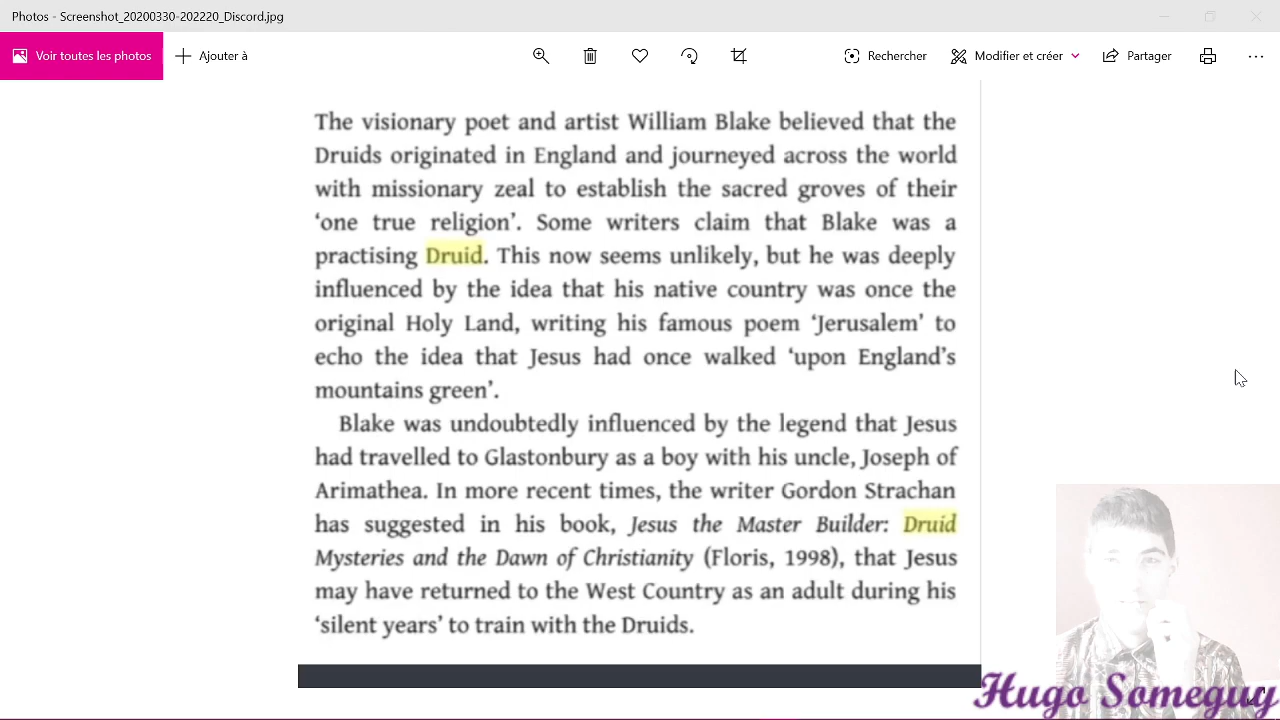 Photos - Screenshot_20200330-202220_Discord.jpg
Voir toutes les photos
Ajouter à
Rechercher
Modifier et créer
Partager
The visionary poet and artist William Blake believed that the
Druids originated in England and journeyed across the world
with missionary zeal to establish the sacred groves of their
‘one true religion’. Some writers claim that Blake was a
practising Druid. This now seems unlikely, but he was deeply
influenced by the idea that his native country was once the
original Holy Land, writing his famous poem ‘Jerusalem’ to
echo the idea that Jesus had once walked ‘upon England’s
mountains green’.
Blake was undoubtedly influenced by the legend that Jesus
had travelled to Glastonbury as a boy with his uncle, Joseph of
Arimathea. In more recent times, the writer Gordon Strachan
has suggested in his book, Jesus the Master Builder: Druid
Mysteries and the Dawn of Christianity (Floris, 1998), that Jesus
may have returned to the West Country as an adult during his
‘silent years’ to train with the Druids.
Hugo Someguy